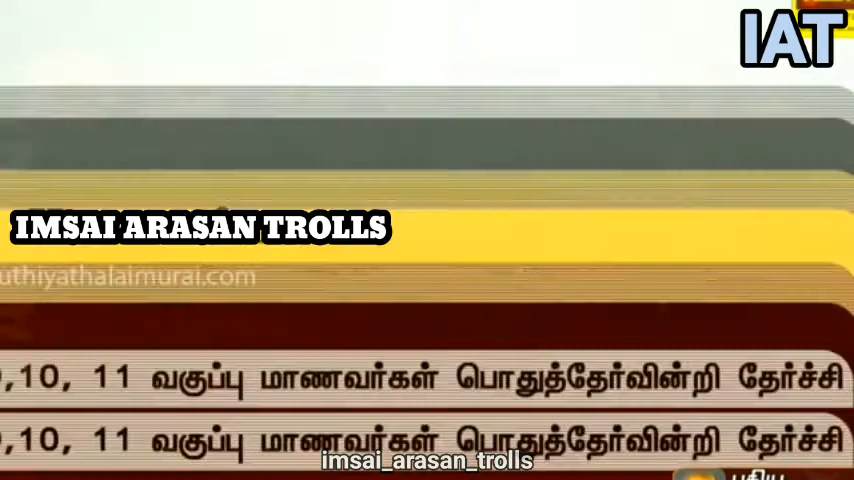 IAT
IMSAI ARASAN TROLLS
uthiyathalaimurai.com
,10, 11 வகுப்பு மாணவர்கள் பொதுத்தேர்வின்றி தேர்ச்சி
,10, 11 வகுப்பு மாணவர்கள் பொதுத்தேர்வின்றி தேர்ச்சி
imsai_arasan_trolls
புதிய